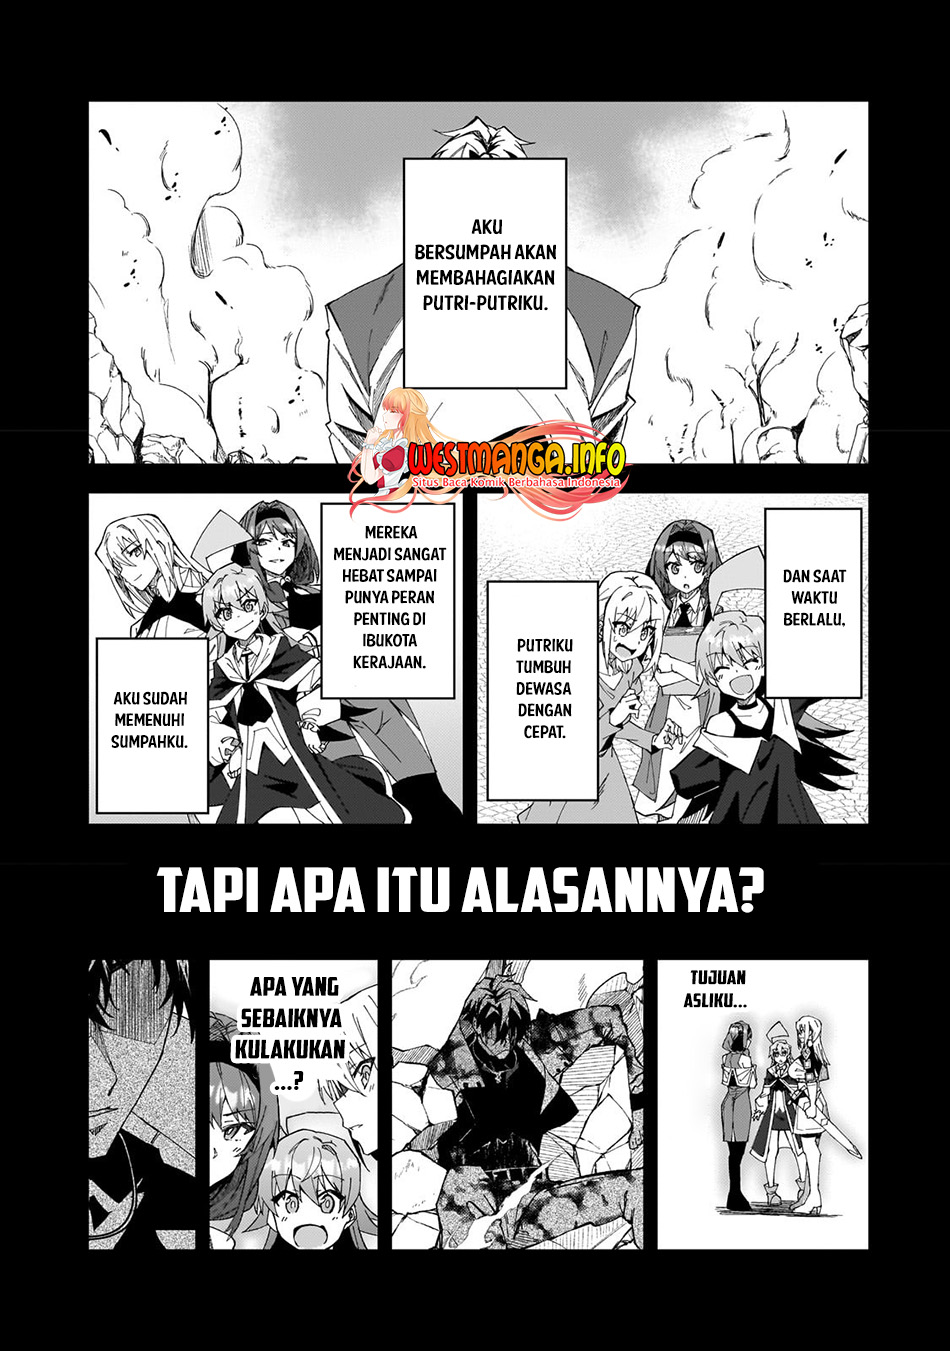 AKU
BERSUMPAH AKAN
MEMBAHAGIAKAN
PUTRI-PUTRIKU.
WESTMANGA.INFO
Situs Baca Komik Berbahasa Indonesia
DAN SAAT
WAKTU
BERLALU,
PUTRIKU
TUMBUH
DEWASA
DENGAN
CEPAT.
MEREKA
MENJADI SANGAT
HEBAT SAMPAI
PUNYA PERAN
PENTING DI
IBUKOTA
KERAJAAN.
AKU SUDAH
MEMENUHI
SUMPAHKU.
TAPI APA ITU ALASANNYA?
TUJUAN
ASLIKU...
APA YANG
SEBAIKNYA
KULAKUKAN
...?